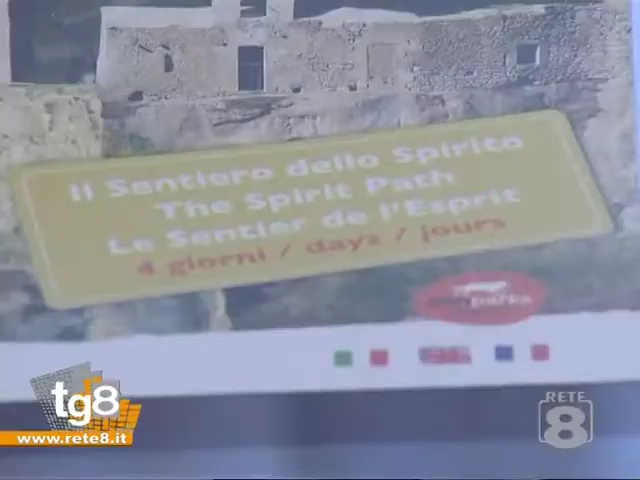 Il Sentiero dello Spirito
The Spirit Path
Le Sentier de l'Esprit
4 giorni / days / jours
parks
tg8
www.rete8.it
RETE
8